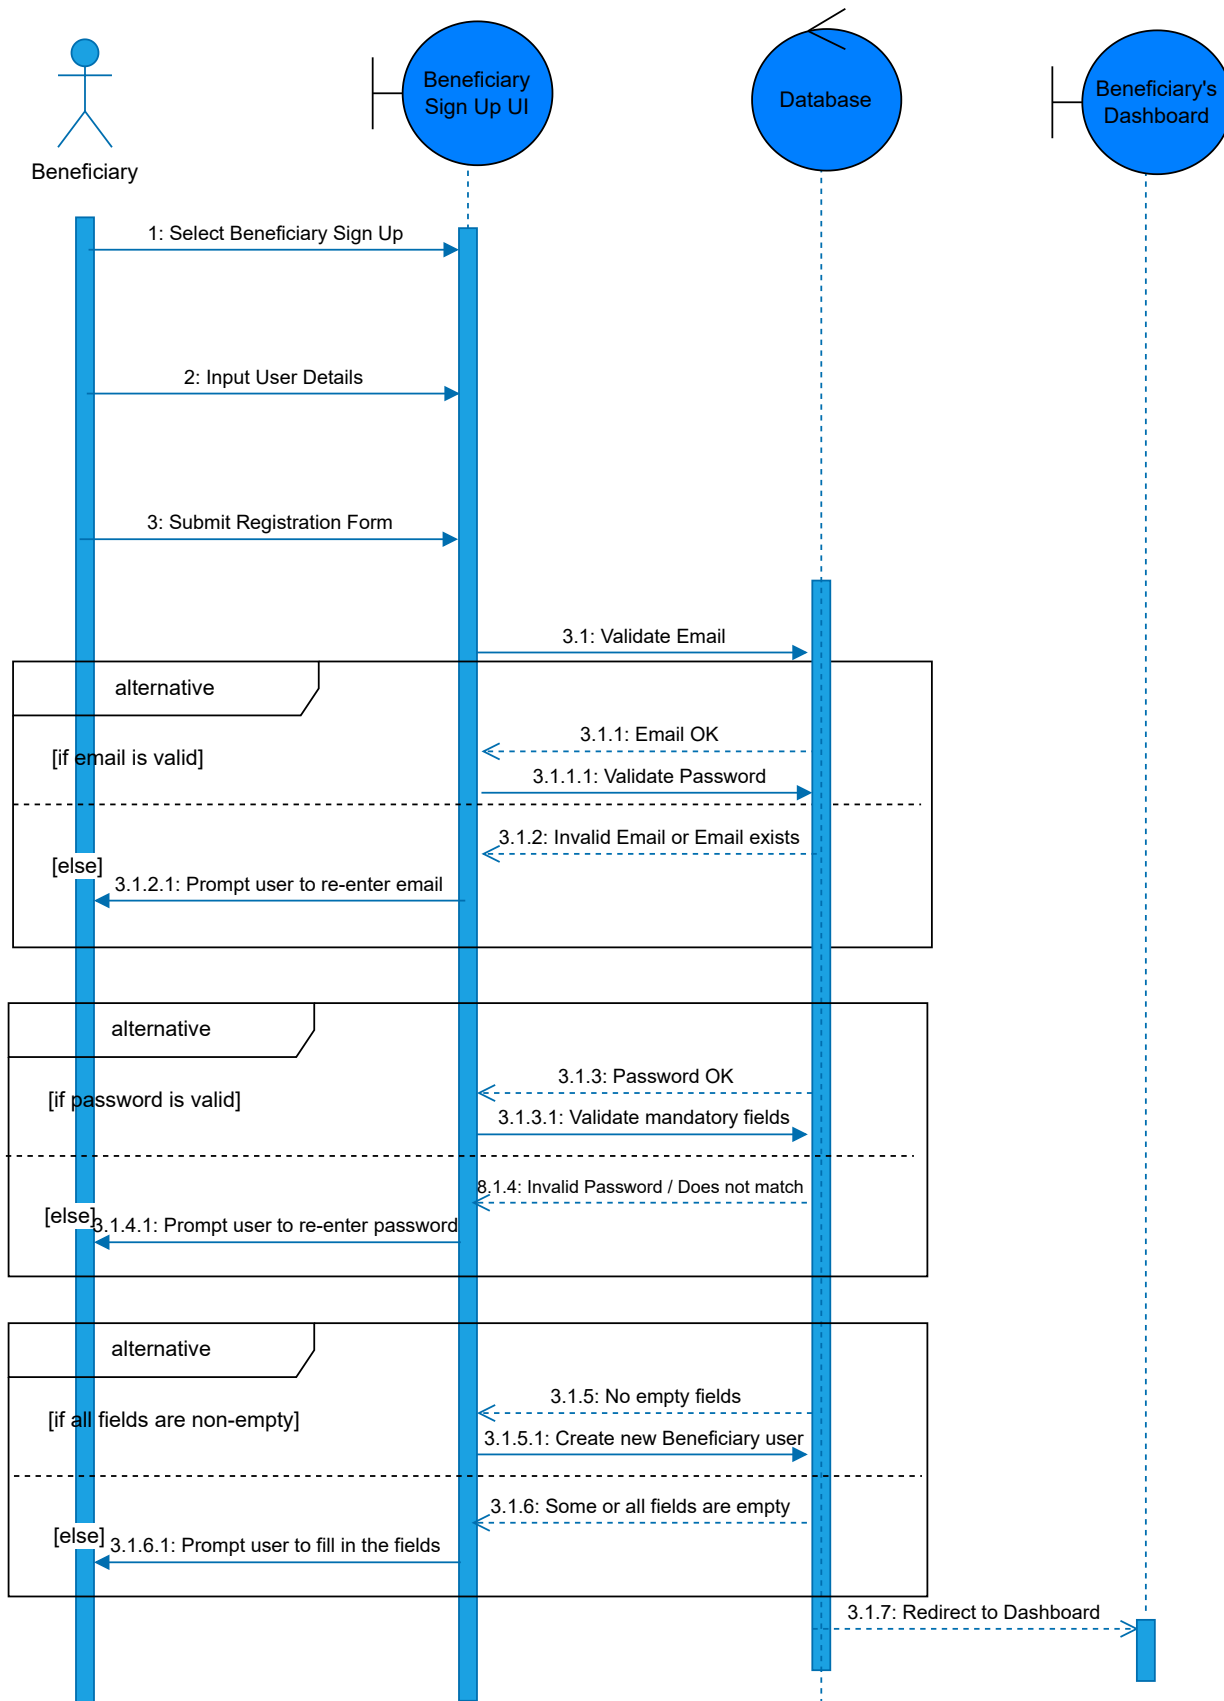 Beneficiary
Sign Up UI
Database
Beneficiary's
Dashboard
Beneficiary
1: Select Beneficiary Sign Up
2: Input User Details
3: Submit Registration Form
3.1: Validate Email
alternative
3.1.1: Email OK
[if email is valid]
3.1.1.1: Validate Password
3.1.2: Invalid Email or Email exists
[else]
3.1.2.1: Prompt user to re-enter email
alternative
3.1.3: Password OK
[if password is valid]
3.1.3.1: Validate mandatory fields
8.1.4: Invalid Password / Does not match
[else]
3.1.4.1: Prompt user to re-enter password
alternative
3.1.5: No empty fields
[if all fields are non-empty]
3.1.5.1: Create new Beneficiary user
3.1.6: Some or all fields are empty
[else]
3.1.6.1: Prompt user to fill in the fields
3.1.7: Redirect to Dashboard